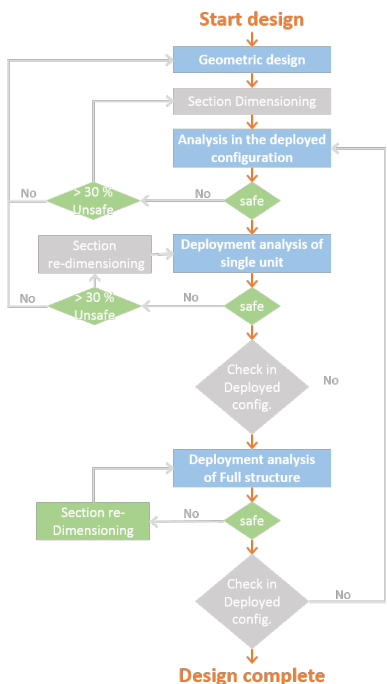 Start design
Geometric design
Section Dimensioning
Analysis in the deployed
configuration
No
> 30 %
Unsafe
No
safe
Section
re-dimensioning
Deployment analysis of
single unit
No
> 30 %
Unsafe
No
safe
Check in
Deployed
config.
No
Deployment analysis
of Full structure
Section re-
Dimensioning
No
safe
Check in
Deployed
config.
No
Design complete